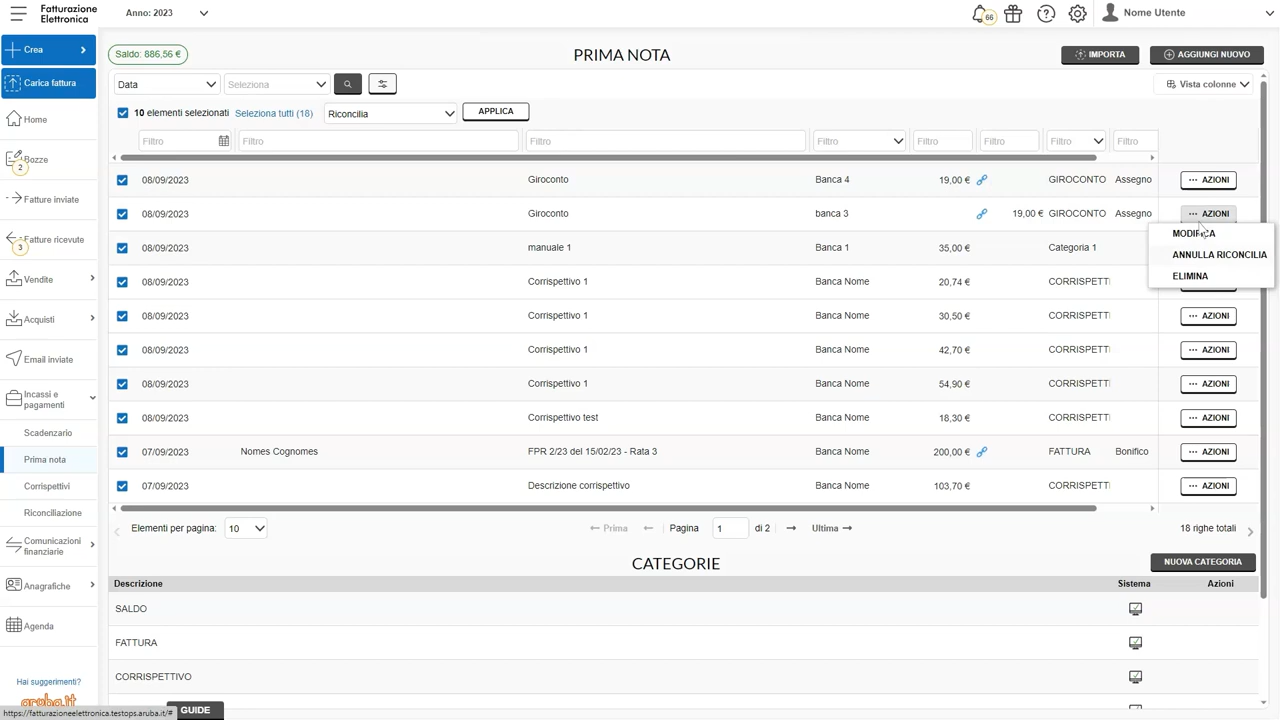 Fatturazione
Elettronica
Anno: 2023
66
Nome Utente
Crea
Carica fattura
Home
Bozze
2
Fatture inviate
Fatture ricevute
3
Vendite
Acquisti
Email inviate
Incassi e
pagamenti
Scadenzario
Prima nota
Corrispettivi
Riconciliazione
Comunicazioni
finanziarie
Anagrafiche
Agenda
Hai suggerimenti?
aruba.it
https://fatturazioneelettronica.testops.aruba.it/#
GUIDE
Saldo: 886,56 €
PRIMA NOTA
IMPORTA
AGGIUNGI NUOVO
Data
Seleziona
Vista colonne
10 elementi selezionati Seleziona tutti (18) Riconcilia APPLICA
Filtro Filtro Filtro Filtro Filtro Filtro Filtro Filtro
08/09/2023 Giroconto Banca 4 19,00 € GIROCONTO Assegno ··· AZIONI
08/09/2023 Giroconto banca 3 19,00 € GIROCONTO Assegno ··· AZIONI
MODIFICA
ANNULLA RICONCILIA
ELIMINA
08/09/2023 manuale 1 Banca 1 35,00 € Categoria 1
08/09/2023 Corrispettivo 1 Banca Nome 20,74 € CORRISPETTI
08/09/2023 Corrispettivo 1 Banca Nome 30,50 € CORRISPETTI ··· AZIONI
08/09/2023 Corrispettivo 1 Banca Nome 42,70 € CORRISPETTI ··· AZIONI
08/09/2023 Corrispettivo 1 Banca Nome 54,90 € CORRISPETTI ··· AZIONI
08/09/2023 Corrispettivo test Banca Nome 18,30 € CORRISPETTI ··· AZIONI
07/09/2023 Nomes Cognomes FPR 2/23 del 15/02/23 - Rata 3 Banca Nome 200,00 € FATTURA Bonifico ··· AZIONI
07/09/2023 Descrizione corrispettivo Banca Nome 103,70 € CORRISPETTI ··· AZIONI
Elementi per pagina: 10 Prima Pagina 1 di 2 Ultima 18 righe totali
CATEGORIE
NUOVA CATEGORIA
Descrizione Sistema Azioni
SALDO
FATTURA
CORRISPETTIVO